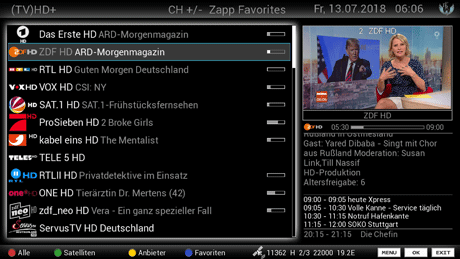 (TV)HD+
CH +/- Zapp Favorites
Fr, 13.07.2018 06:06
Das Erste HD ARD-Morgenmagazin
ZDF HD ARD-Morgenmagazin
RTL HD Guten Morgen Deutschland
VOX HD CSI: NY
SAT.1 HD SAT.1-Frühstücksfernsehen
ProSieben HD 2 Broke Girls
kabel eins HD The Mentalist
TELE 5 HD
RTLII HD Privatdetektive im Einsatz
ONE HD Tierärztin Dr. Mertens (42)
zdf_neo HD Vera - Ein ganz spezieller Fall
ServusTV HD Deutschland
2. ZDF HD
ZDF HD
05:30 09:00
Rußland in Ostfriesland
Gast: Yared Dibaba - Singt mit Chor
aus Rußland Moderation: Susan
Link,Till Nassif
HD-Produktion
Altersfreigabe: 6
09:00 - 09:05 heute Xpress
09:05 - 10:30 Volle Kanne - Service täglich
10:30 - 11:15 Notruf Hafenkante
11:15 - 12:00 SOKO Stuttgart
20:15 - 21:15 Die Chefin
Alle
Satelliten
Anbieter
Favoriten
11362 H 2/3 22000 19.2E
MENU
OK
EXIT